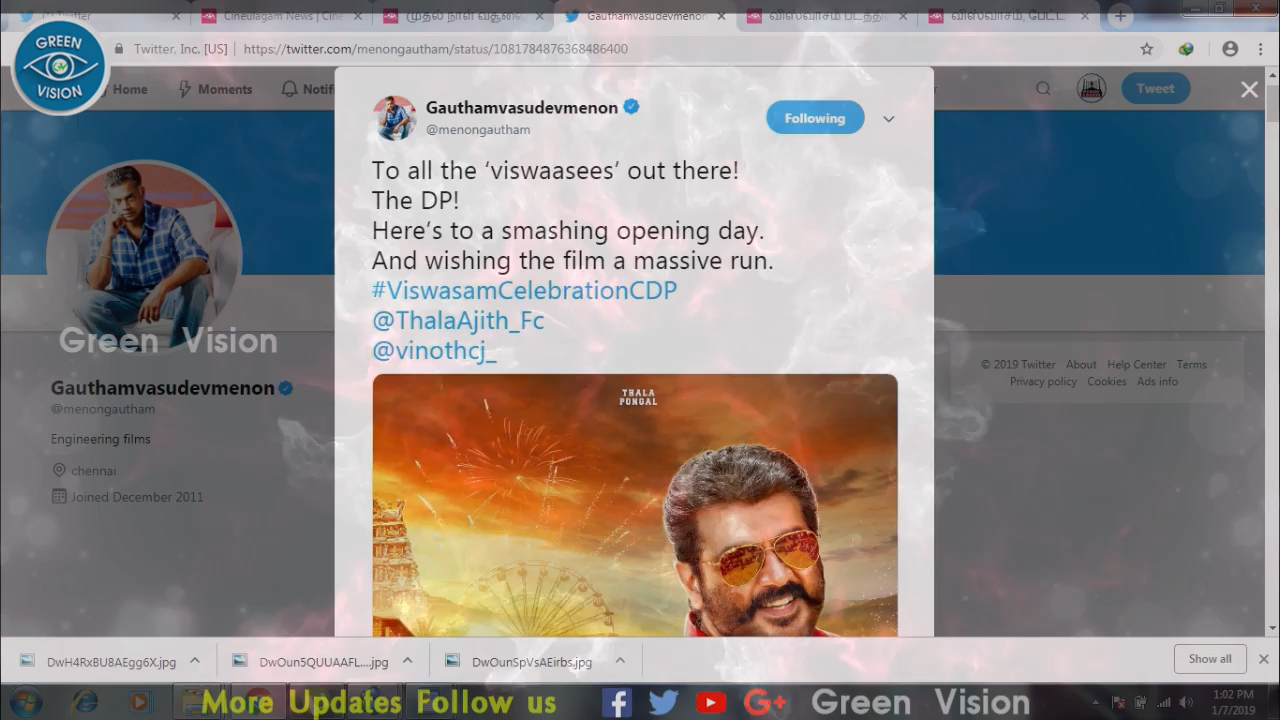 Twitter
Cineulagam News | Cine
(முதல் நாள் வசூல்
Gauthamvasudevmenon
விஸ்வாசம் படத்தி
விஸ்வாசம், பேட்ட
GREEN
VISION
Twitter, Inc. [US] | https://twitter.com/menongautham/status/1081784876368486400
Home
Moments
Notifi
Tweet
Gauthamvasudevmenon
@menongautham
Following
To all the ‘viswaasees’ out there!
The DP!
Here’s to a smashing opening day.
And wishing the film a massive run.
#ViswasamCelebrationCDP
@ThalaAjith_Fc
@vinothcj_
THALA
PONGAL
Green Vision
Gauthamvasudevmenon
@menongautham
Engineering films
chennai
Joined December 2011
© 2019 Twitter About Help Center Terms
Privacy policy Cookies Ads info
DwH4RxBU8AEgg6X.jpg
DwOun5QUUAAFL....jpg
DwOunSpVsAEirbs.jpg
Show all
More Updates Follow us
Green Vision
1:02 PM
1/7/2019